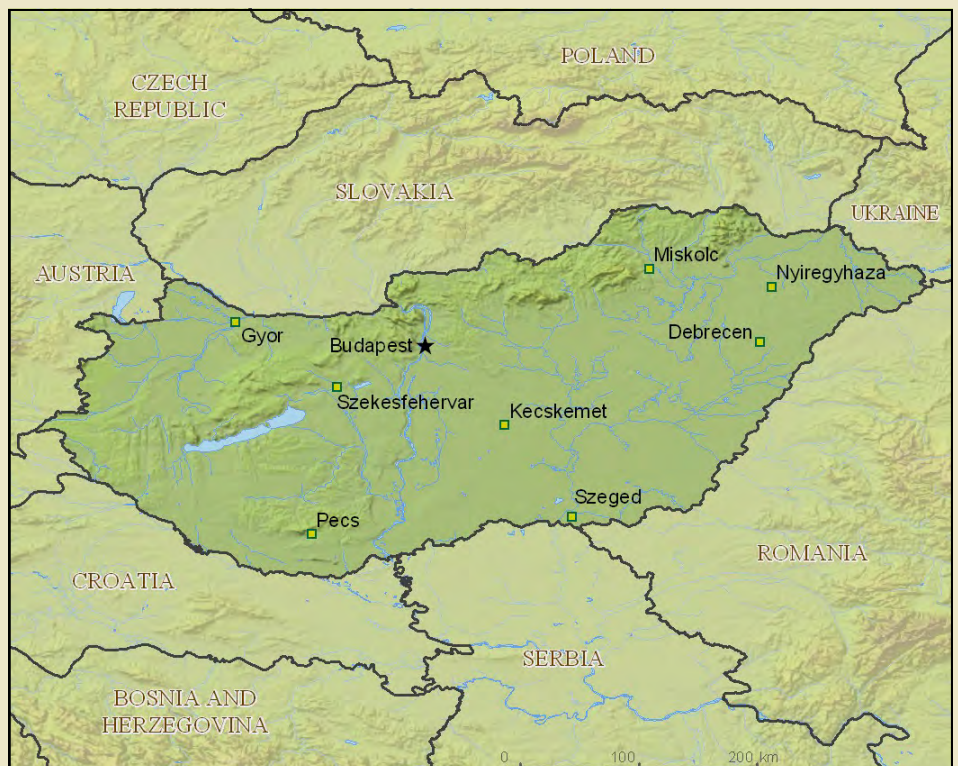 POLAND
CZECH
REPUBLIC
SLOVAKIA
UKRAINE
AUSTRIA
Miskolc
Nyiregyhaza
Gyor
Budapest
Debrecen
Szekesfehervar
Kecskemet
Szeged
Pecs
ROMANIA
CROATIA
SERBIA
BOSNIA AND
HERZEGOVINA
0 100 200 km